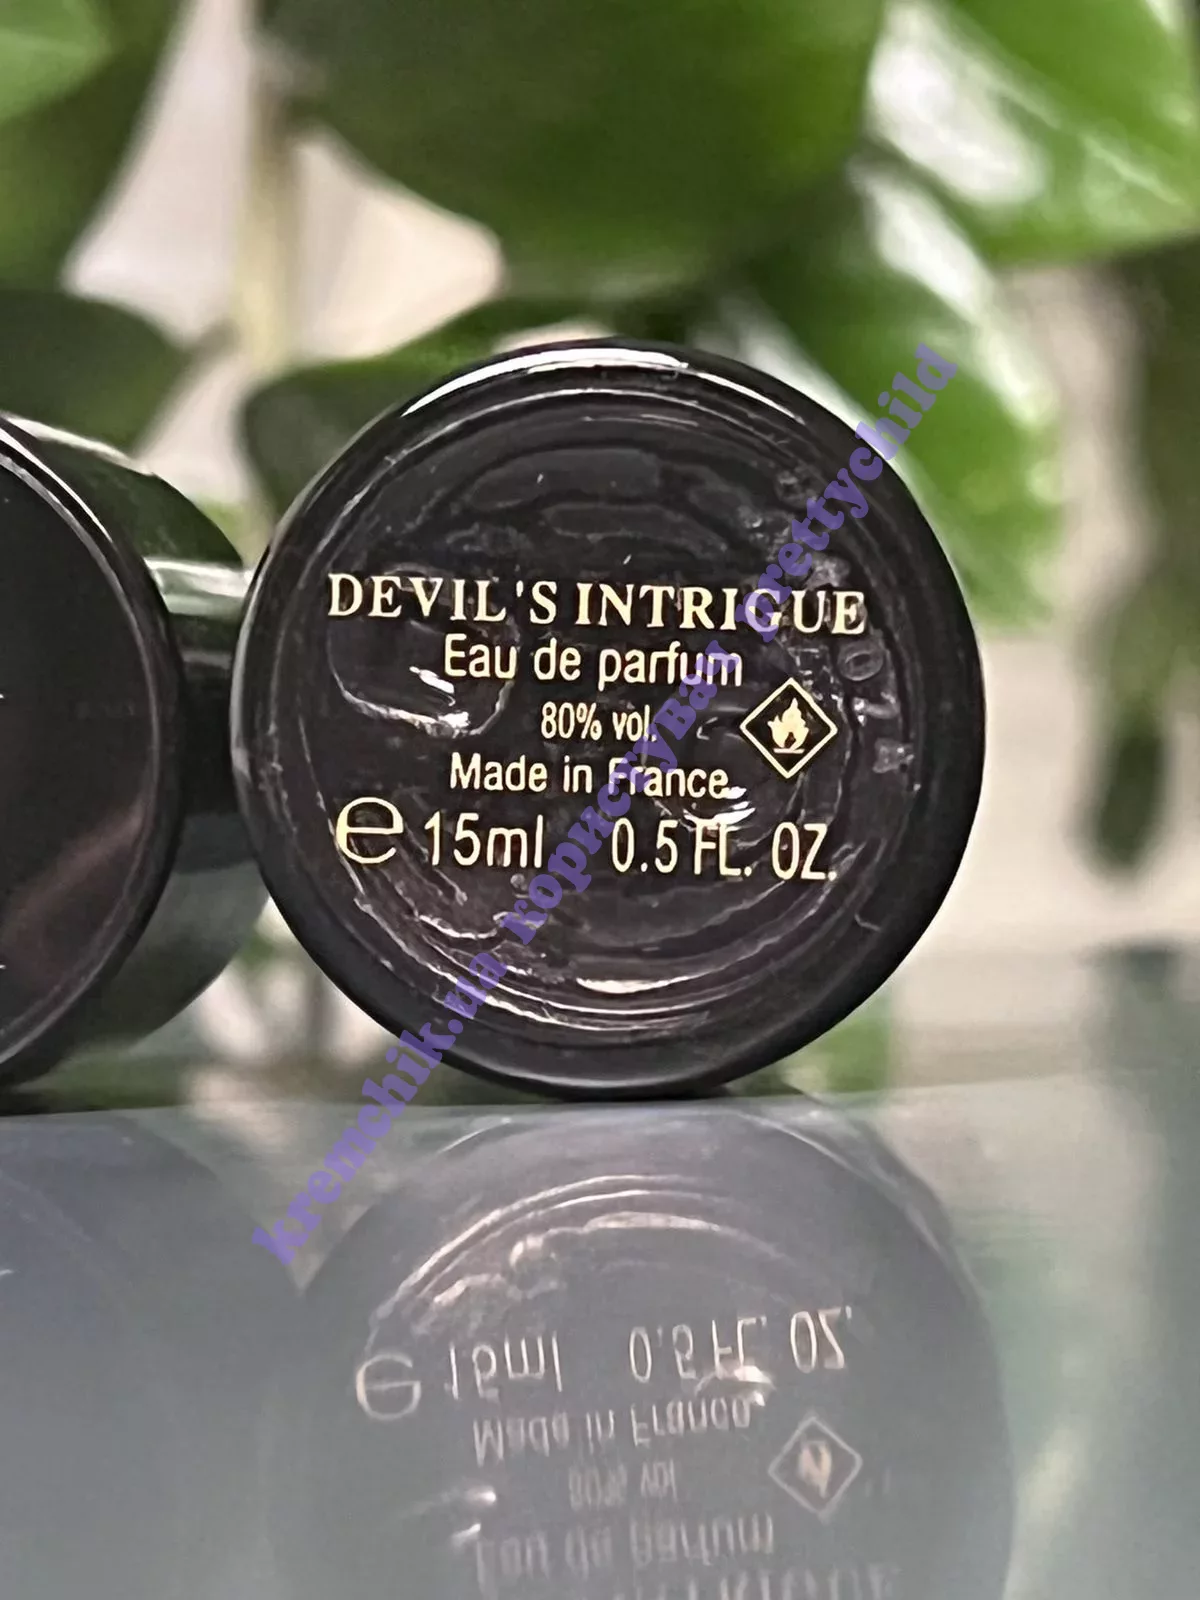 DEVIL'S INTRIGUE
Eau de parfum
80% vol.
Made in France
℮ 15ml 0.5 FL. OZ.
kremchik.ua користувач prettychild